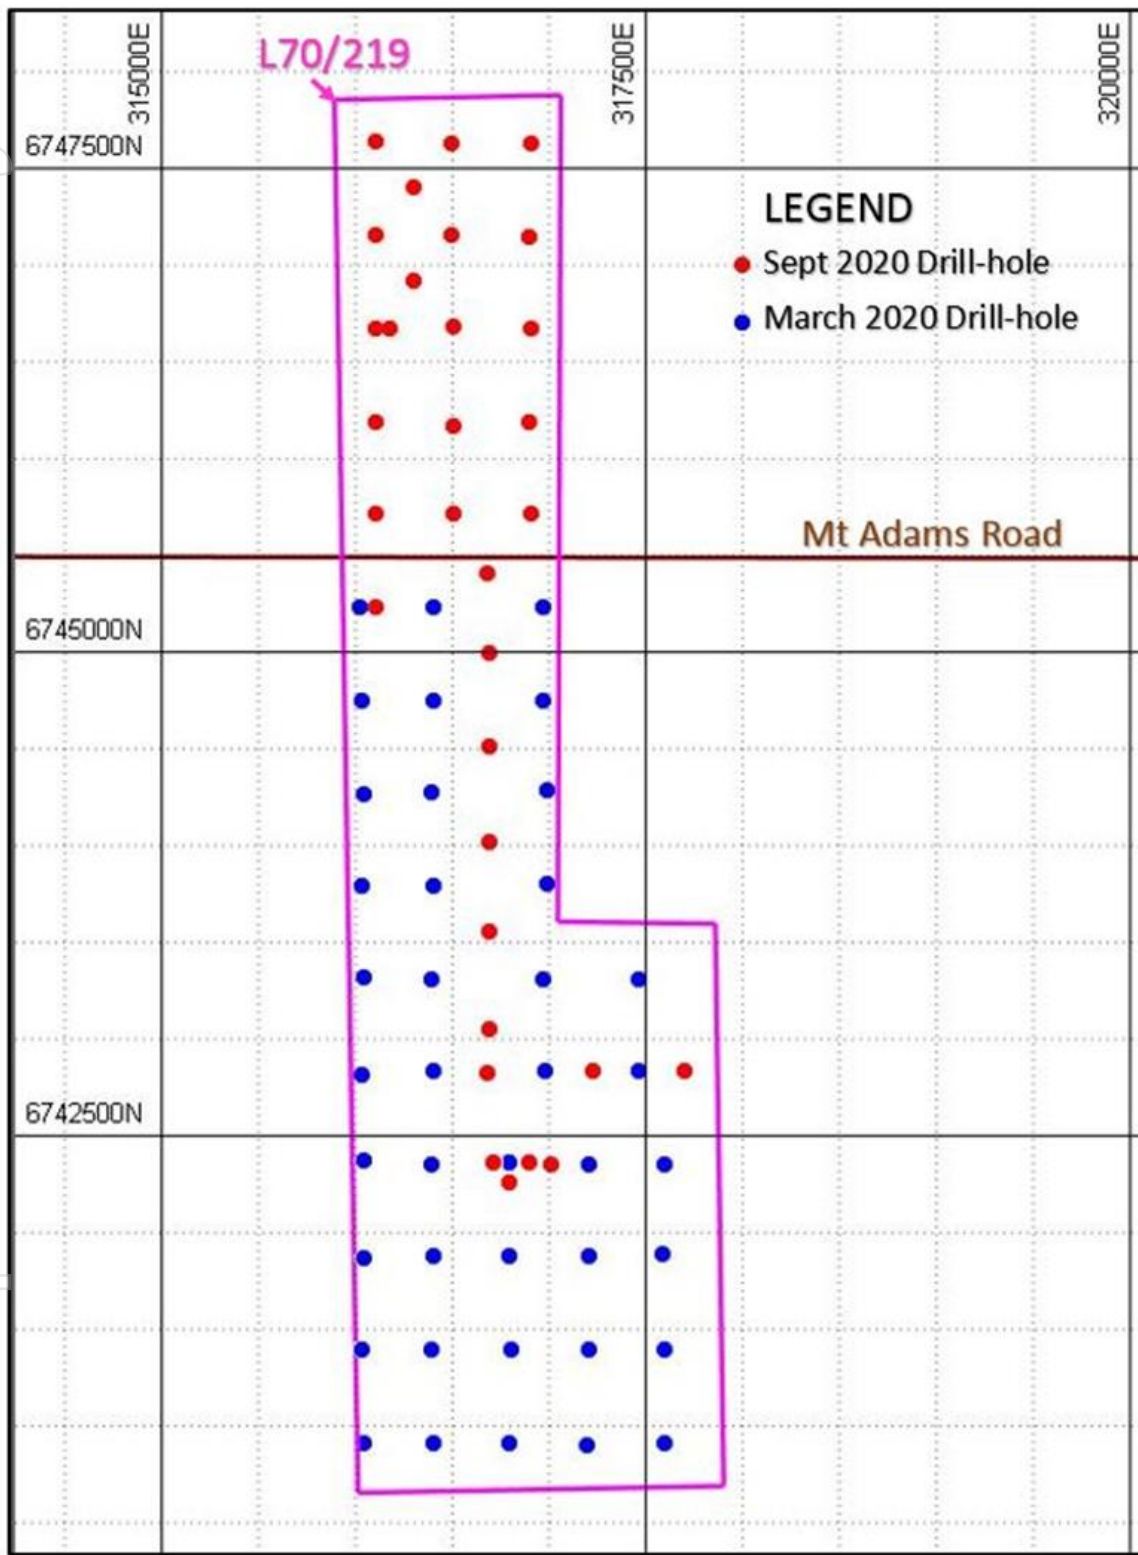 315000E
317500E
320000E
L70/219
6747500N
LEGEND
Sept 2020 Drill-hole
March 2020 Drill-hole
Mt Adams Road
6745000N
6742500N